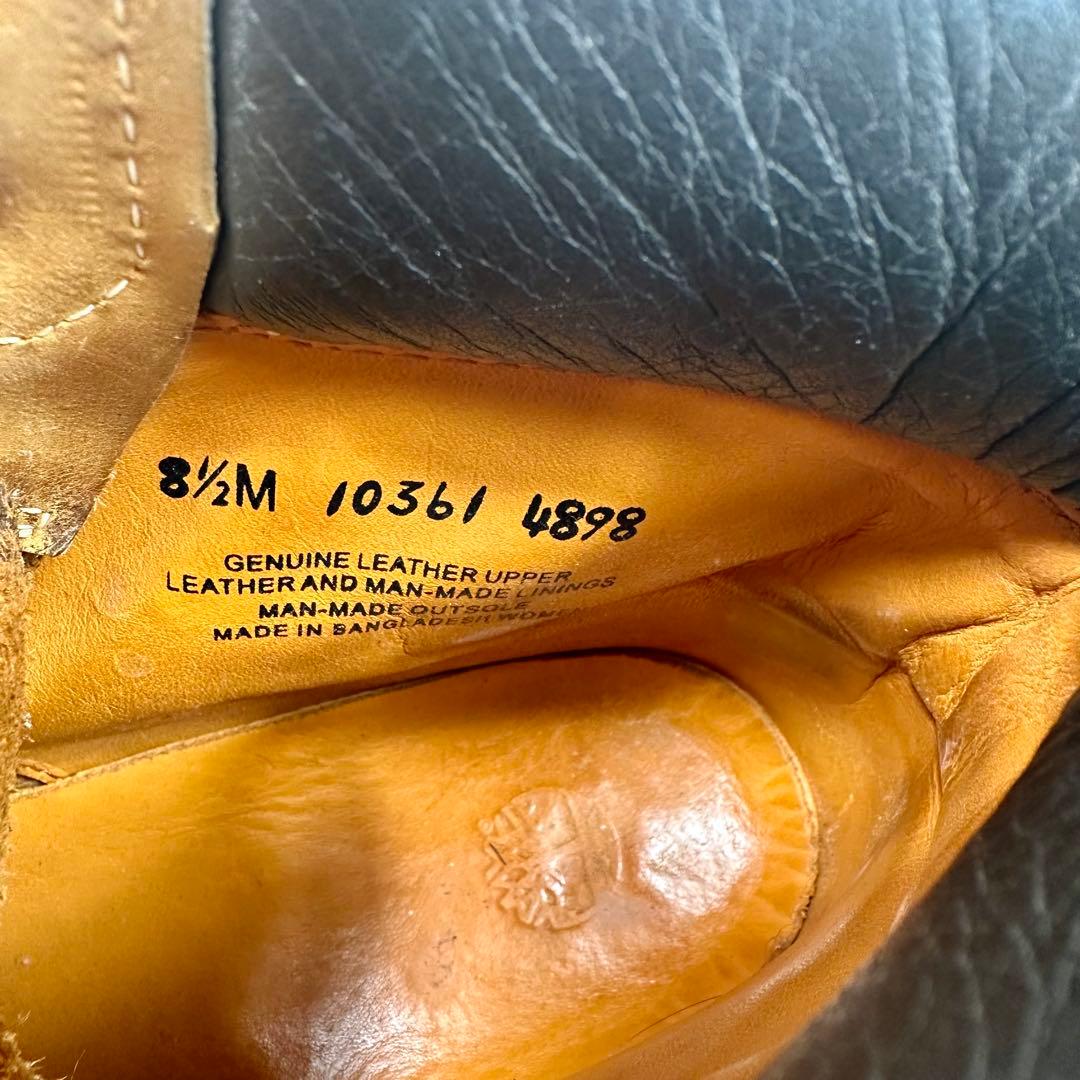 8½M 10361 4898
GENUINE LEATHER UPPER
LEATHER AND MAN-MADE LININGS
MAN-MADE OUTSOLE
MADE IN BANGLADESH